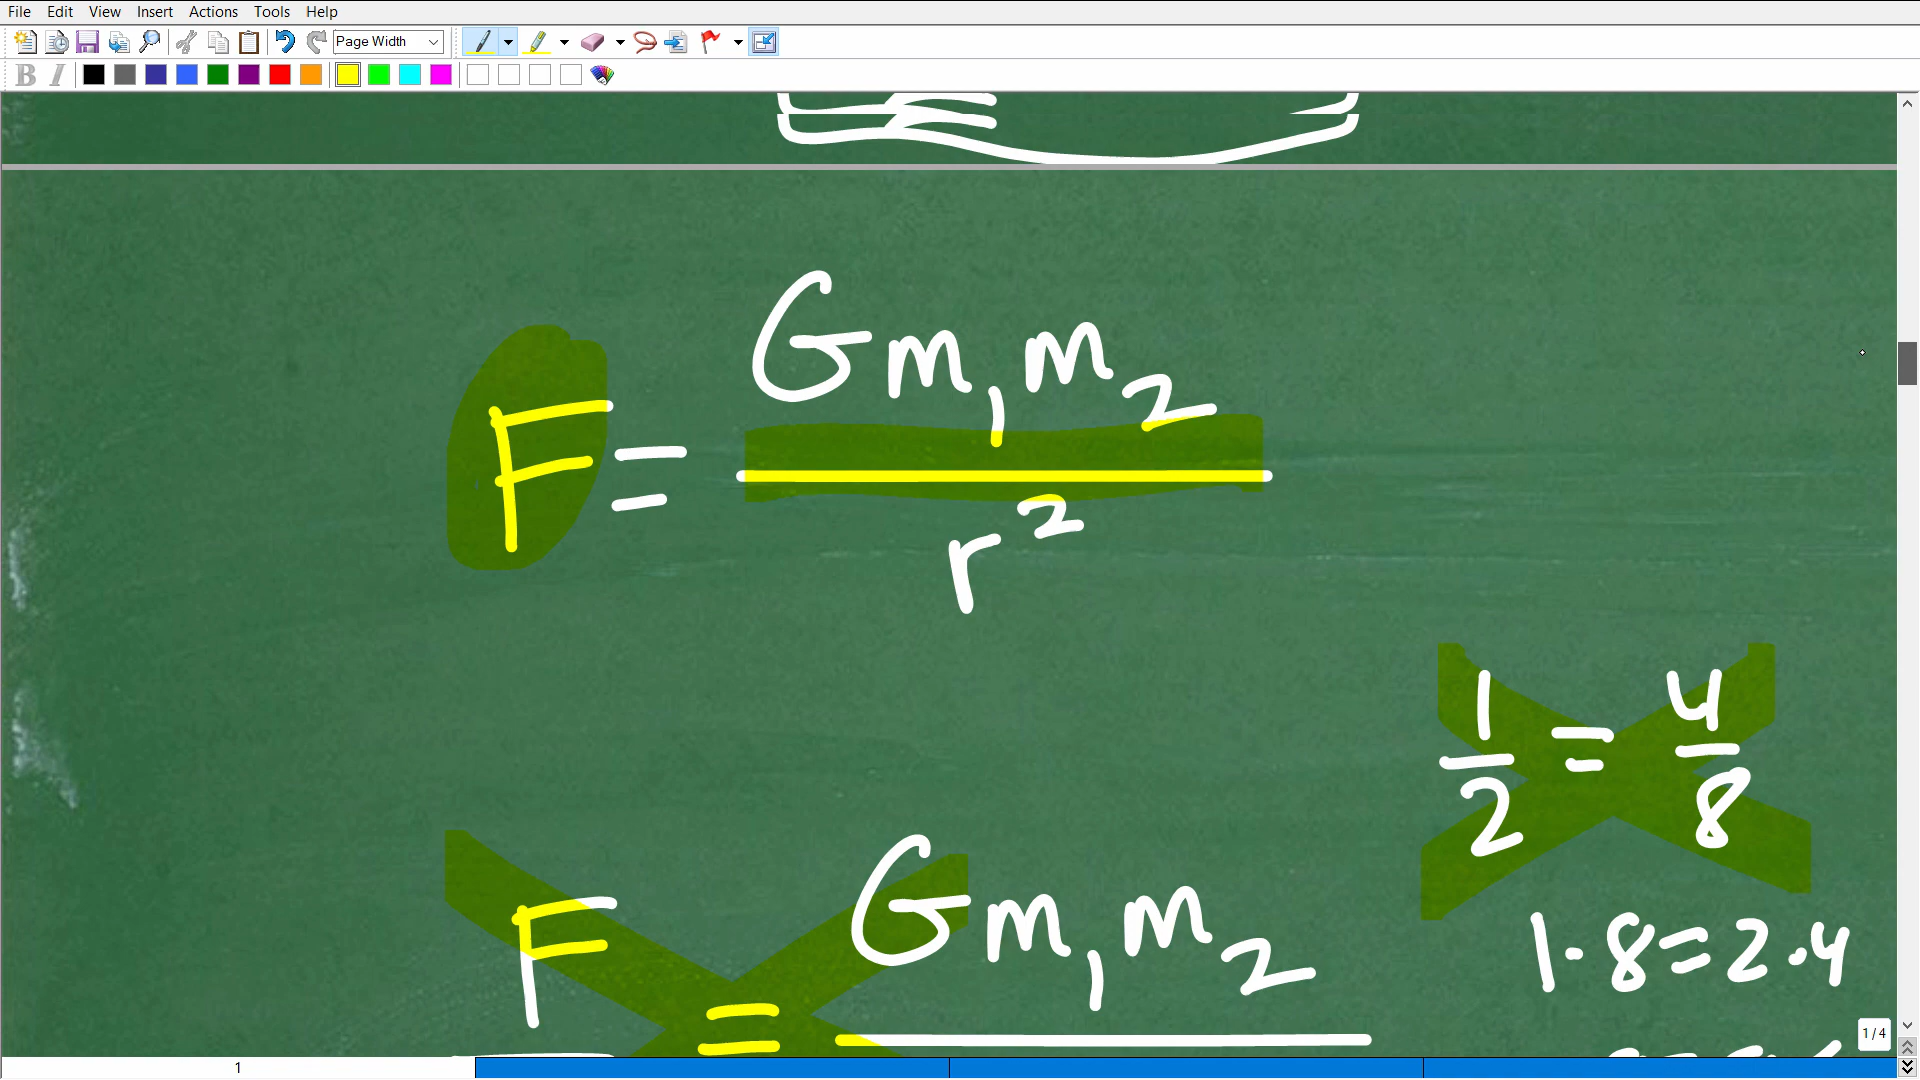 File Edit View Insert Actions Tools Help
Page Width
B I
F = Gm₁m₂ / r²
1/2 = 4/8
F = Gm₁m₂
1·8=2·4
1 / 4
1